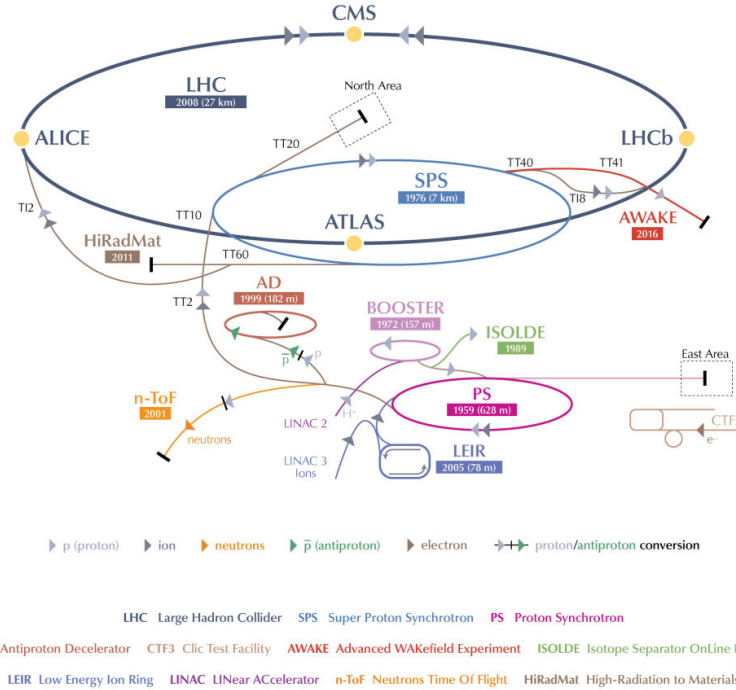 CMS
LHC
2008 (27 km)
North Area
ALICE
LHCb
TT20
TT40
TT41
SPS
1976 (7 km)
TI8
TI2
TT10
ATLAS
AWAKE
2016
HiRadMat
2011
TT60
AD
1999 (182 m)
TT2
BOOSTER
1972 (157 m)
ISOLDE
1989
p̅
p
East Area
n-ToF
2001
PS
1959 (628 m)
LINAC 2
H⁺
neutrons
CTF
e⁻
LINAC 3
Ions
LEIR
2005 (78 m)
p (proton)
ion
neutrons
p̅ (antiproton)
electron
proton/antiproton conversion
LHC Large Hadron Collider SPS Super Proton Synchrotron PS Proton Synchrotron
Antiproton Decelerator CTF3 Clic Test Facility AWAKE Advanced WAKefield Experiment ISOLDE Isotope Separator OnLine
LEIR Low Energy Ion Ring LINAC LINear ACcelerator n-ToF Neutrons Time Of Flight HiRadMat High-Radiation to Materials